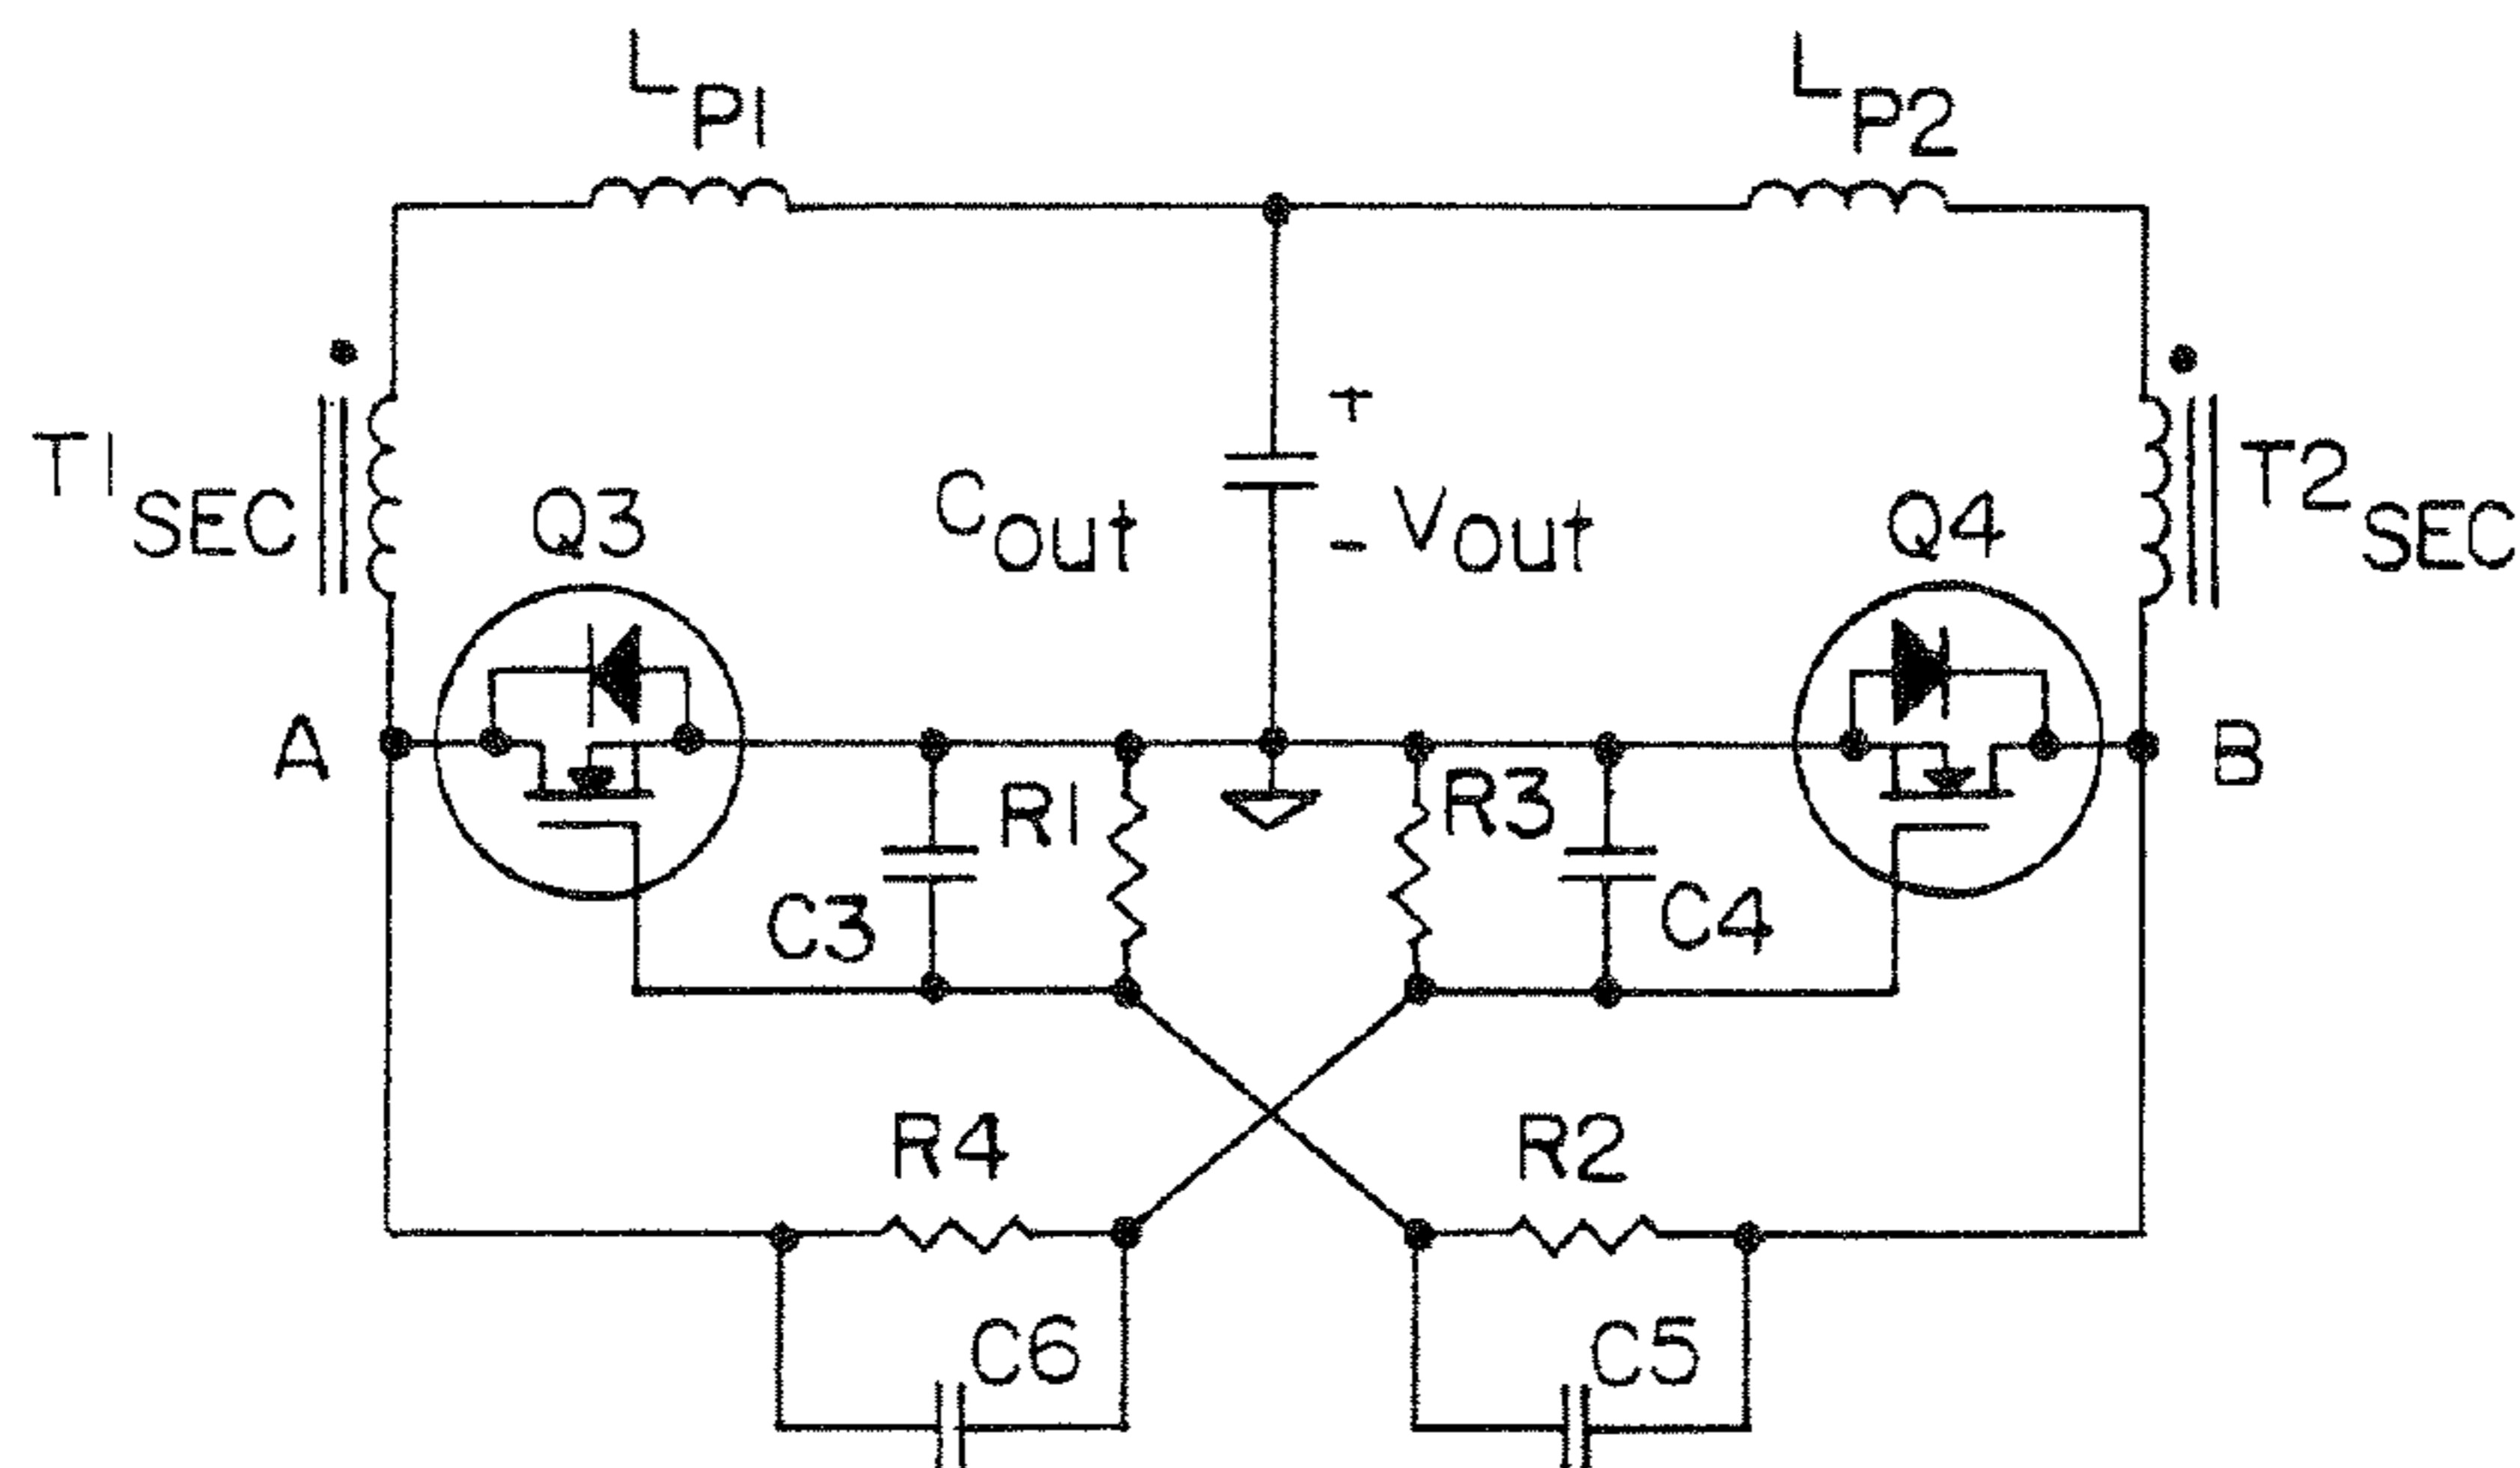 LP1
LP2
+
T1SEC
Q3
Cout
- Vout
Q4
T2SEC
A
B
R1
R3
C3
C4
R4
R2
C6
C5